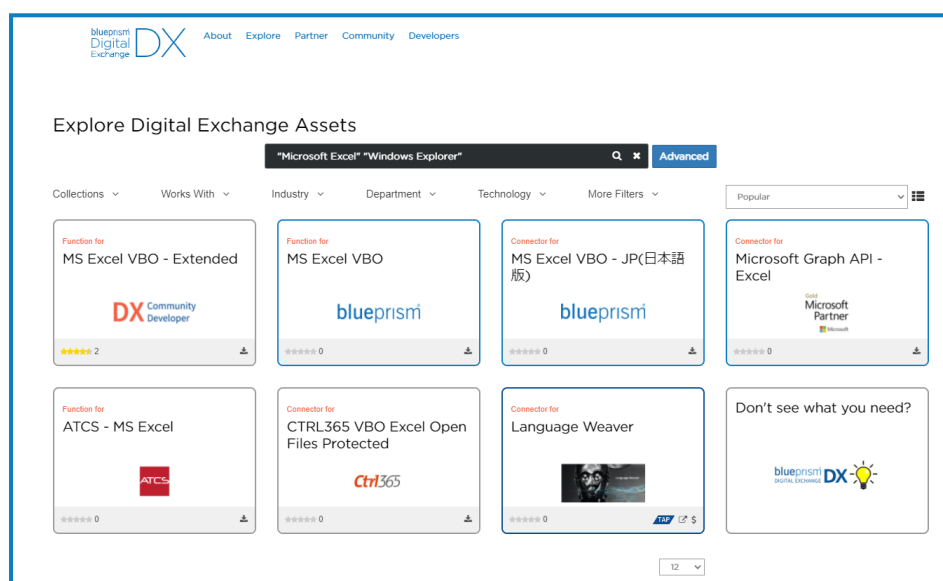 blueprism
Digital
Exchange
DX
About Explore Partner Community Developers
Explore Digital Exchange Assets
"Microsoft Excel" "Windows Explorer"
Advanced
Collections Works With Industry Department Technology More Filters
Popular
Function for
MS Excel VBO - Extended
DX Community
Developer
2
Function for
MS Excel VBO
blueprism
0
Connector for
MS Excel VBO - JP(日本語
版)
blueprism
0
Connector for
Microsoft Graph API -
Excel
Gold
Microsoft
Partner
Microsoft
0
Function for
ATCS - MS Excel
ATCS
0
Connector for
CTRL365 VBO Excel Open
Files Protected
Ctrl365
0
Connector for
Language Weaver
0
TAP $
Don't see what you need?
blueprism
DIGITAL EXCHANGE
DX
12